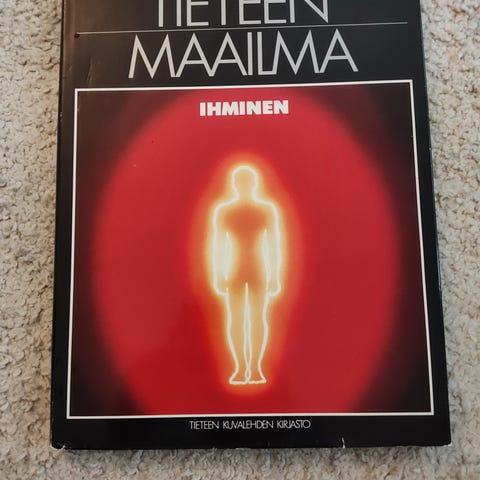 TIETEEN
MAAILMA
IHMINEN
TIETEEN KUVALEHDEN KIRJASTO